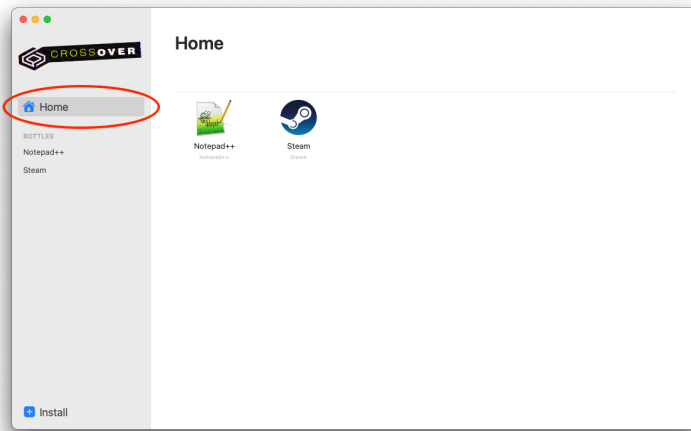 CROSSOVER
Home
BOTTLES
Notepad++
Steam
Install
Home
Notepad++
Notepad++
Steam
Steam